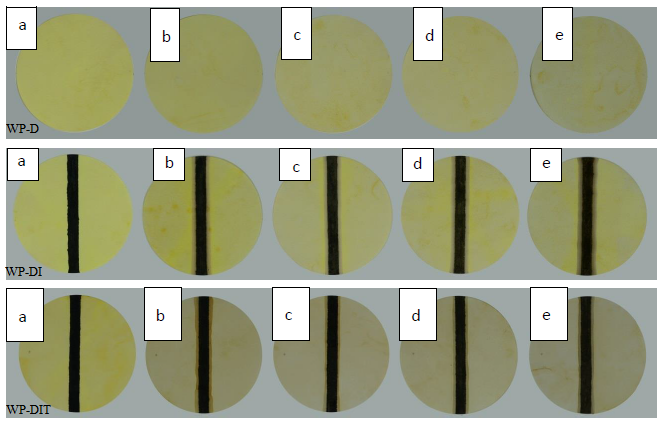 a b c d e
WP-D
a b c d e
WP-DI
a b c d e
WP-DIT